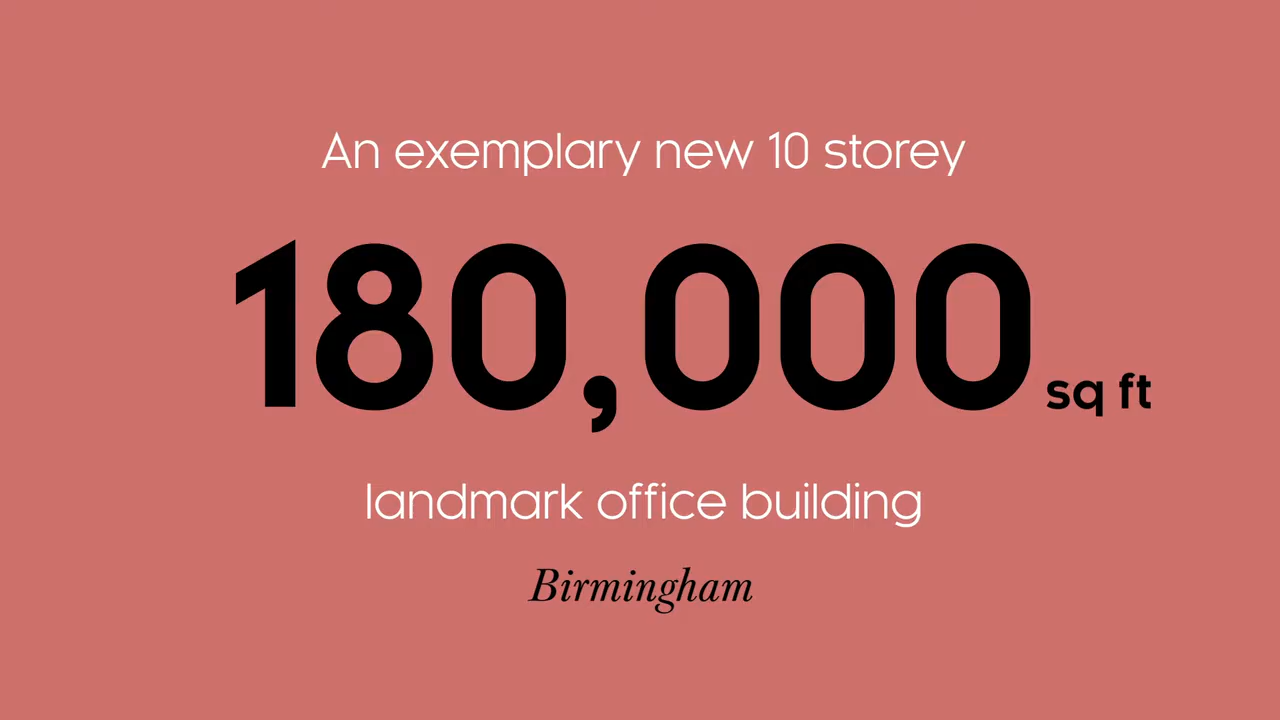 An exemplary new 10 storey
180,000 sq ft
landmark office building
Birmingham